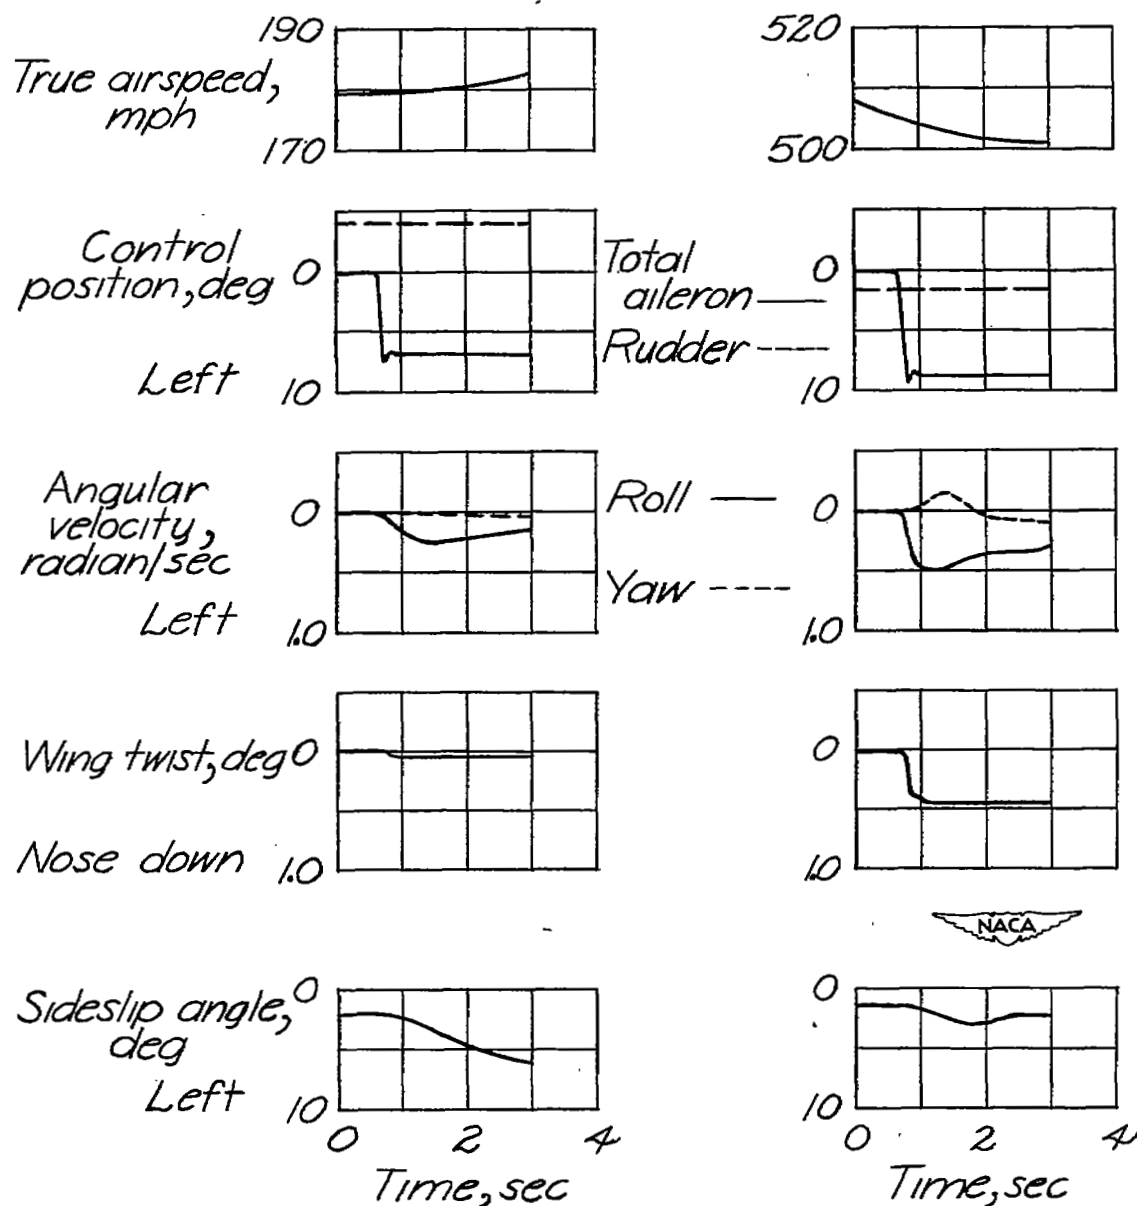 190
True airspeed,
mph
170
520
500
Control
position, deg
0
Left
10
Total
aileron
Rudder
0
10
Angular
velocity,
radian/sec
0
Left
1.0
Roll
Yaw
0
1.0
Wing twist, deg
0
Nose down
1.0
0
1.0
NACA
Sideslip angle,
deg
0
Left
10
0
10
0 2 4
Time, sec
0 2 4
Time, sec